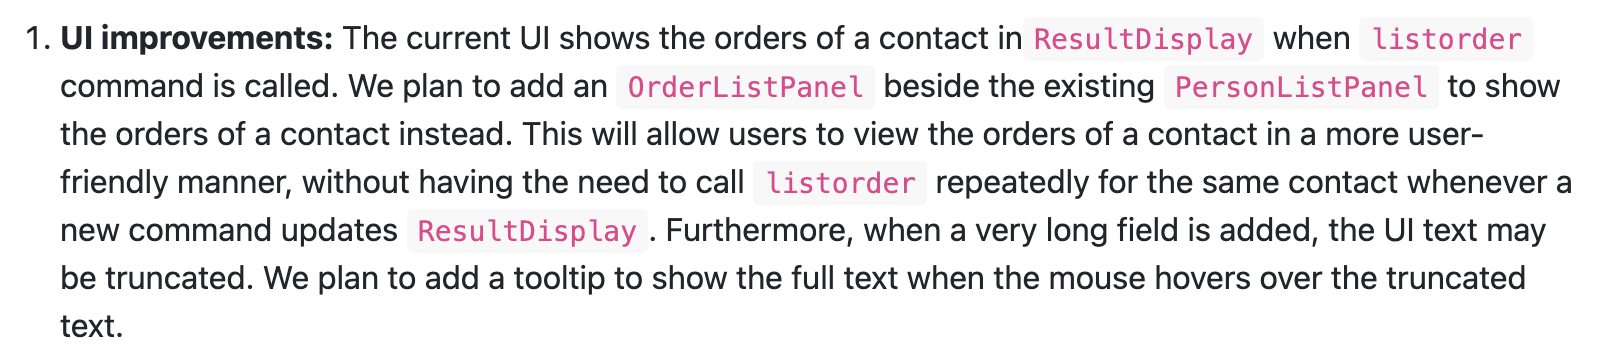 1. UI improvements: The current UI shows the orders of a contact in ResultDisplay when listorder
command is called. We plan to add an OrderListPanel beside the existing PersonListPanel to show
the orders of a contact instead. This will allow users to view the orders of a contact in a more user-
friendly manner, without having the need to call listorder repeatedly for the same contact whenever a
new command updates ResultDisplay. Furthermore, when a very long field is added, the UI text may
be truncated. We plan to add a tooltip to show the full text when the mouse hovers over the truncated
text.